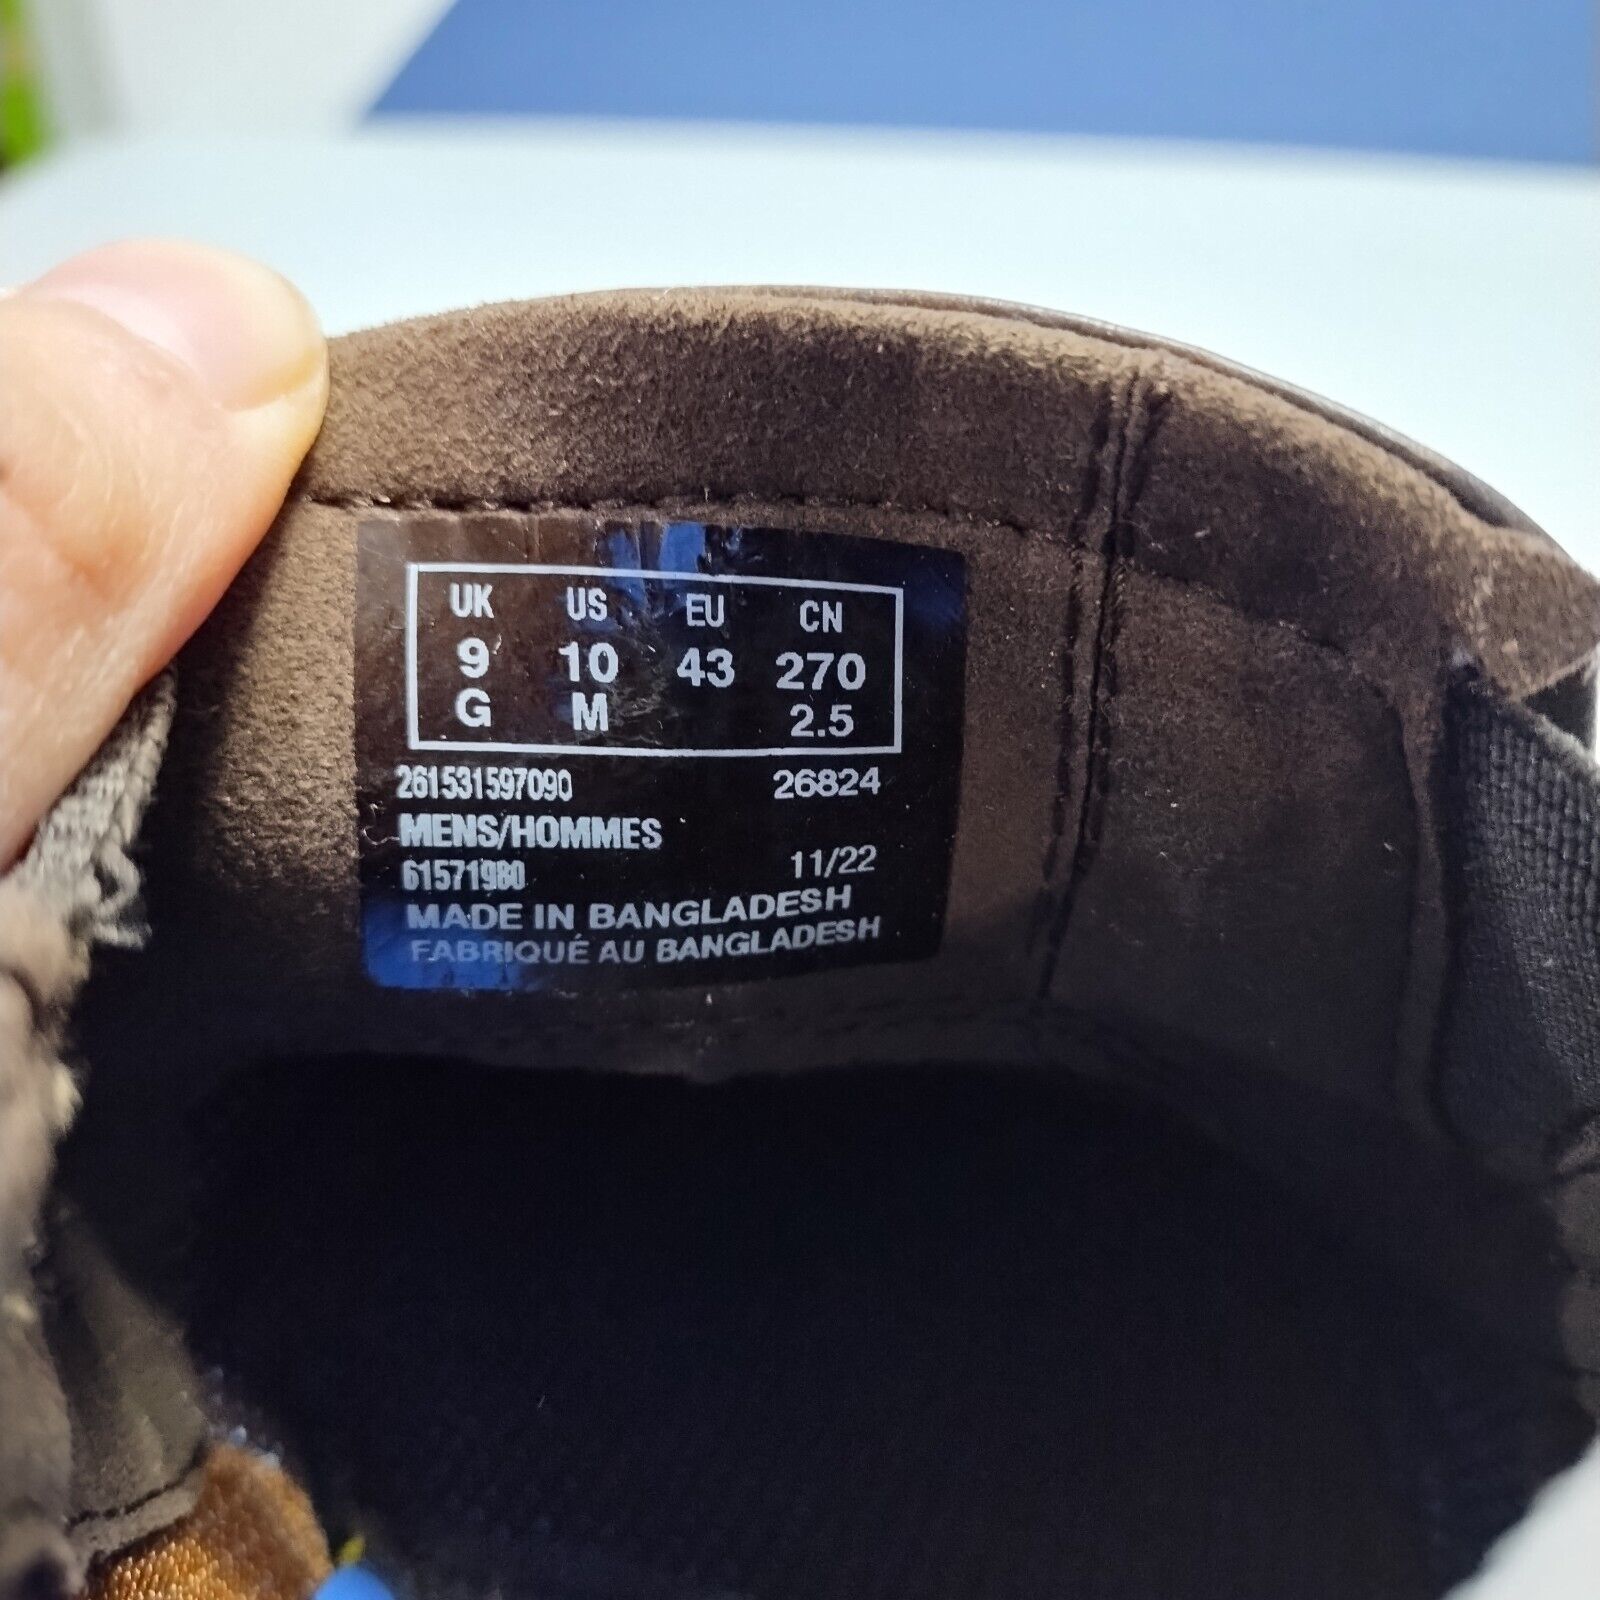 UK US EU CN
9 10 43 270
G M 2.5
261531597090 26824
MENS/HOMMES
61571980 11/22
MADE IN BANGLADESH
FABRIQUÉ AU BANGLADESH